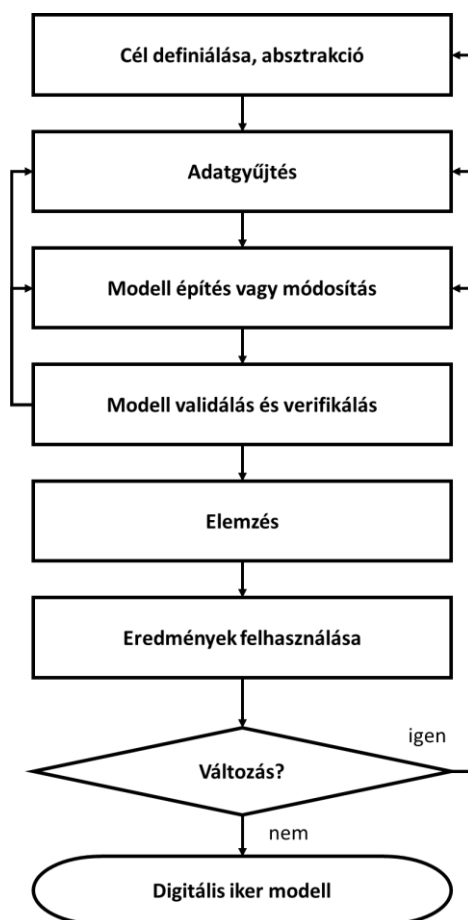 Cél definiálása, absztrakció
Adatgyűjtés
Modell építés vagy módosítás
Modell validálás és verifikálás
Elemzés
Eredmények felhasználása
igen
Változás?
nem
Digitális iker modell